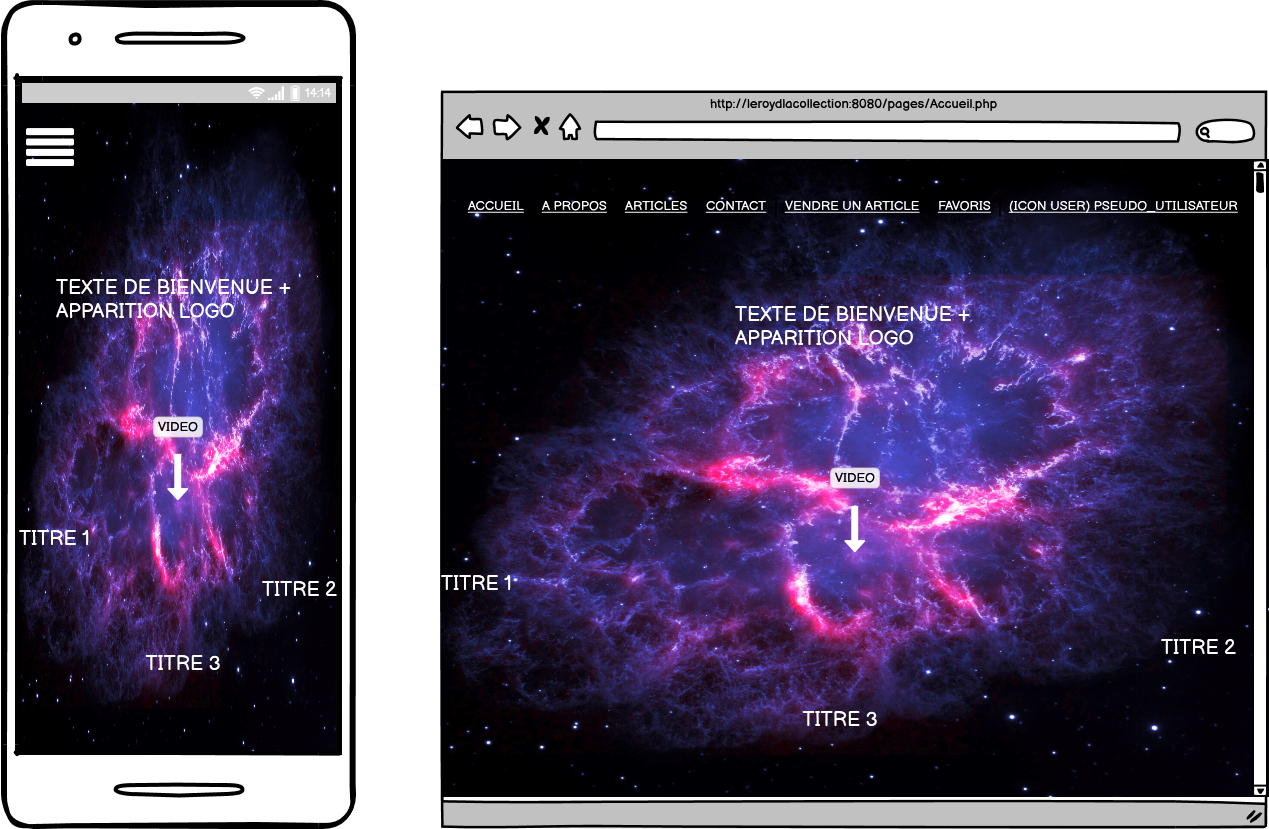 14:14
TEXTE DE BIENVENUE +
APPARITION LOGO
VIDEO
TITRE 1
TITRE 2
TITRE 3
http://leroydlacollection:8080/pages/Accueil.php
ACCUEIL A PROPOS ARTICLES CONTACT VENDRE UN ARTICLE FAVORIS (ICON USER) PSEUDO_UTILISATEUR
TEXTE DE BIENVENUE +
APPARITION LOGO
VIDEO
TITRE 1
TITRE 2
TITRE 3